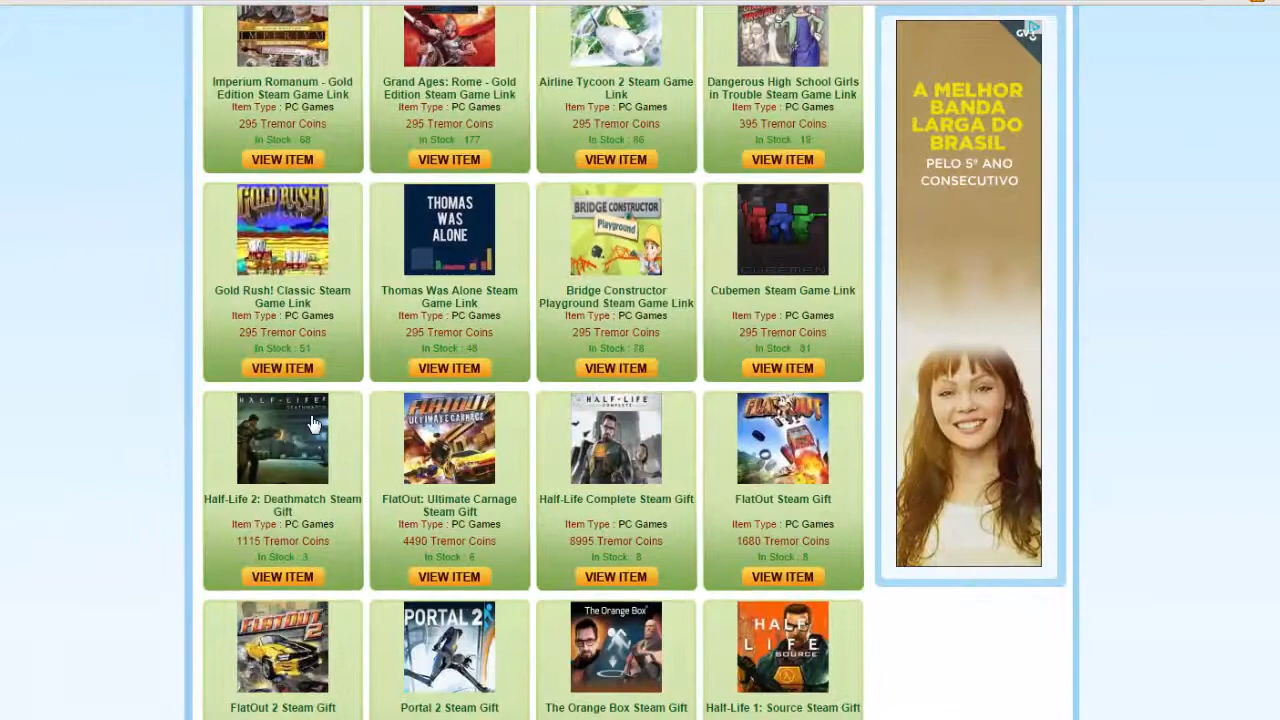 IMPERIUM
Imperium Romanum - Gold
Edition Steam Game Link
Item Type : PC Games
295 Tremor Coins
In Stock : 68
VIEW ITEM
Grand Ages: Rome - Gold
Edition Steam Game Link
Item Type : PC Games
295 Tremor Coins
In Stock : 177
VIEW ITEM
Airline Tycoon 2 Steam Game
Link
Item Type : PC Games
295 Tremor Coins
In Stock : 86
VIEW ITEM
Dangerous High School Girls
in Trouble Steam Game Link
Item Type : PC Games
395 Tremor Coins
In Stock : 19
VIEW ITEM
GOLD RUSH!
Gold Rush! Classic Steam
Game Link
Item Type : PC Games
295 Tremor Coins
In Stock : 51
VIEW ITEM
THOMAS
WAS
ALONE
Thomas Was Alone Steam
Game Link
Item Type : PC Games
295 Tremor Coins
In Stock : 48
VIEW ITEM
BRIDGE CONSTRUCTOR
Playground
Bridge Constructor
Playground Steam Game Link
Item Type : PC Games
295 Tremor Coins
In Stock : 78
VIEW ITEM
CUBEMEN
Cubemen Steam Game Link
Item Type : PC Games
295 Tremor Coins
In Stock : 81
VIEW ITEM
HALF-LIFE 2
DEATHMATCH
Half-Life 2: Deathmatch Steam
Gift
Item Type : PC Games
1115 Tremor Coins
In Stock : 3
VIEW ITEM
FLATOUT
ULTIMATE CARNAGE
FlatOut: Ultimate Carnage
Steam Gift
Item Type : PC Games
4490 Tremor Coins
In Stock : 6
VIEW ITEM
HALF-LIFE
COMPLETE
Half-Life Complete Steam Gift
Item Type : PC Games
8995 Tremor Coins
In Stock : 8
VIEW ITEM
FLATOUT
FlatOut Steam Gift
Item Type : PC Games
1680 Tremor Coins
In Stock : 8
VIEW ITEM
FLATOUT 2
FlatOut 2 Steam Gift
PORTAL 2
Portal 2 Steam Gift
The Orange Box
The Orange Box Steam Gift
HALF
LIFE
SOURCE
Half-Life 1: Source Steam Gift
A MELHOR
BANDA
LARGA DO
BRASIL
PELO 5º ANO
CONSECUTIVO